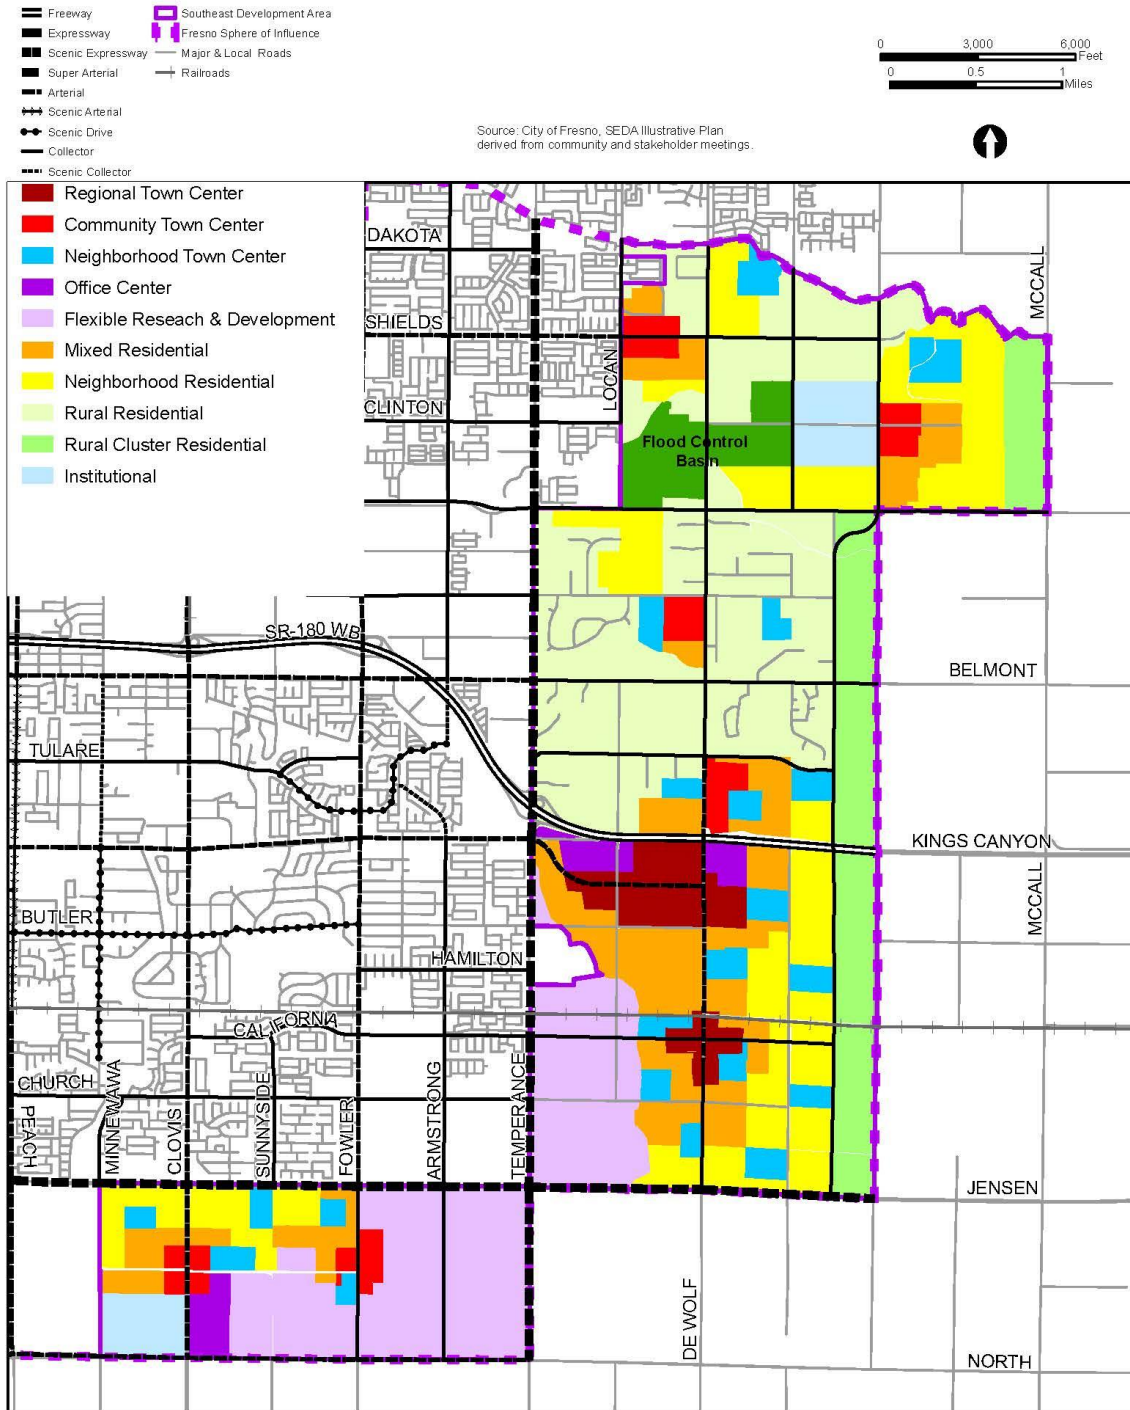 Freeway
Expressway
Scenic Expressway
Super Arterial
Arterial
Scenic Arterial
Scenic Drive
Collector
Scenic Collector
Southeast Development Area
Fresno Sphere of Influence
Major & Local Roads
Railroads
0 3,000 6,000
Feet
0 0.5 1
Miles
Source: City of Fresno, SEDA Illustrative Plan
derived from community and stakeholder meetings.
Regional Town Center
Community Town Center
Neighborhood Town Center
Office Center
Flexible Reseach & Development
Mixed Residential
Neighborhood Residential
Rural Residential
Rural Cluster Residential
Institutional
DAKOTA
SHIELDS
CLINTON
LOCAN
MCCALL
Flood Control
Basin
SR-180 WB
BELMONT
TULARE
KINGS CANYON
MCCALL
BUTLER
HAMILTON
CALIFORNIA
CHURCH
PEACH
MINNEWAWA
CLOVIS
SUNNYSIDE
FOWLER
ARMSTRONG
TEMPERANCE
JENSEN
DE WOLF
NORTH